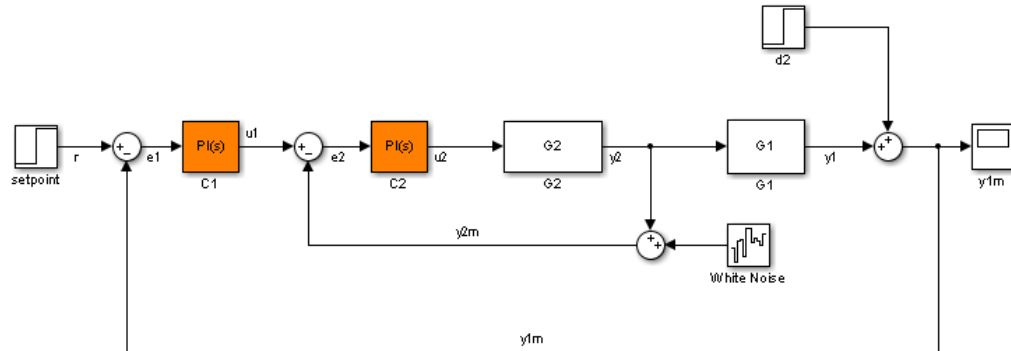 d2
u1
PI(s)
PI(s)
G2
G1
r
e1
e2
u2
y2
y1
setpoint
C1
C2
G2
G1
y1m
y2m
White Noise
y1m